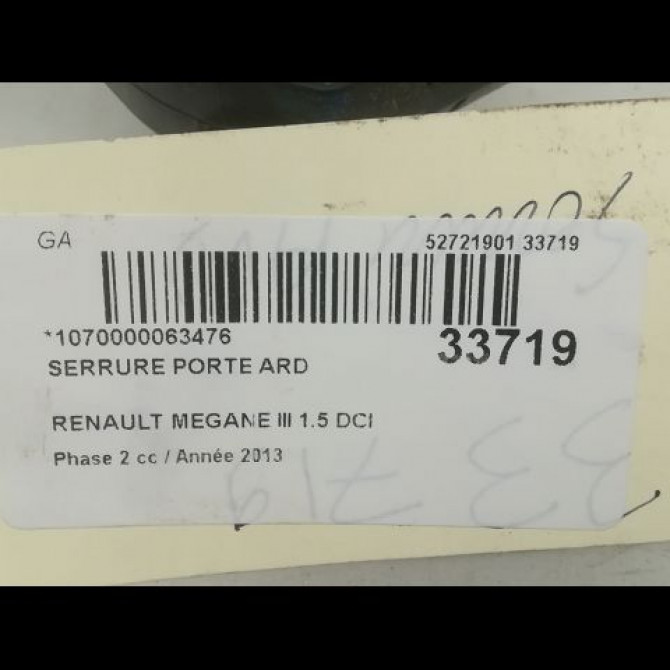 GA 52721901 33719
*1070000063476 33719
SERRURE PORTE ARD
RENAULT MEGANE III 1.5 DCI
Phase 2 cc / Année 2013
33719